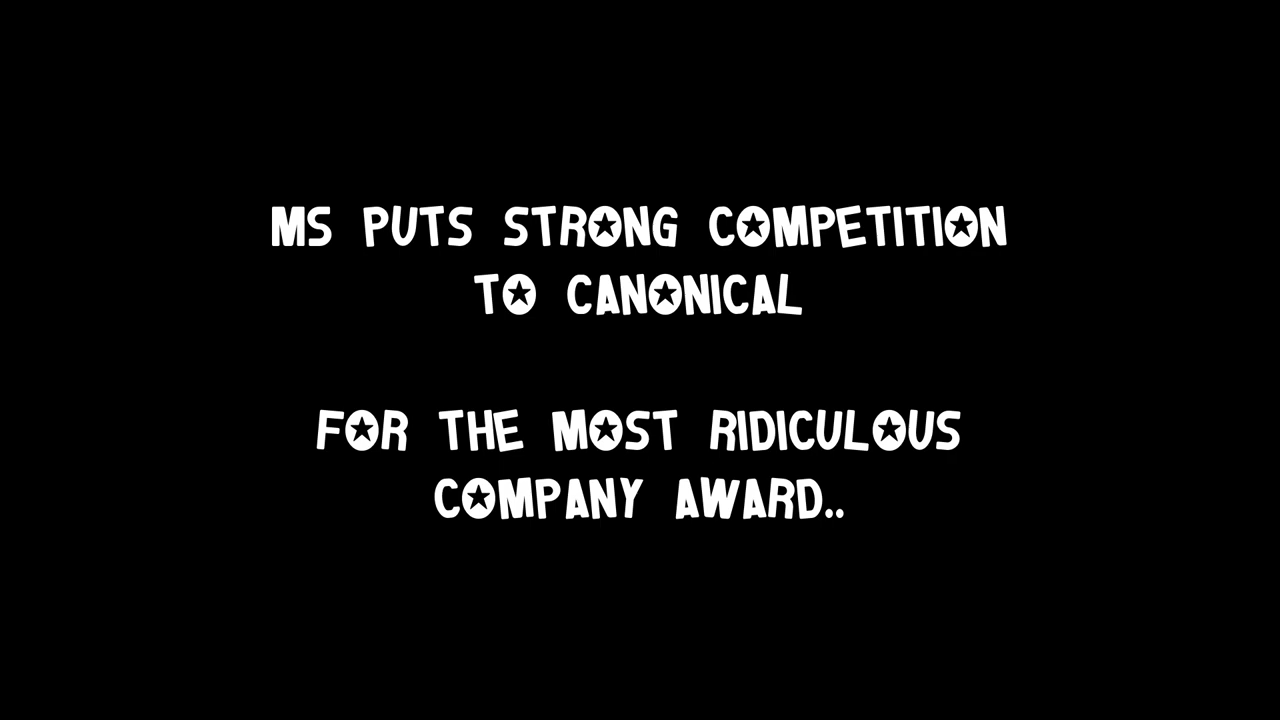 MS PUTS STRONG COMPETITION
TO CANONICAL
FOR THE MOST RIDICULOUS
COMPANY AWARD..